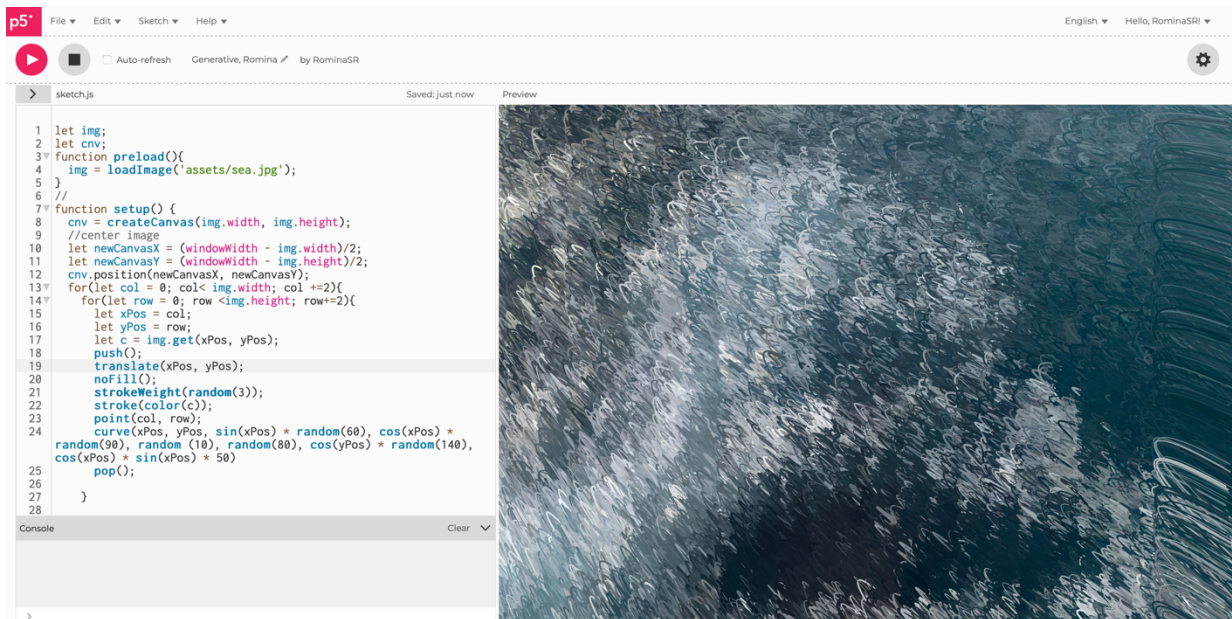 p5* File Edit Sketch Help English Hello, RominaSR!
Auto-refresh Generative, Romina by RominaSR
sketch.js Saved: just now Preview
1 let img;
2 let cnv;
3 function preload(){
4 img = loadImage('assets/sea.jpg');
5 }
6 //
7 function setup() {
8 cnv = createCanvas(img.width, img.height);
9 //center image
10 let newCanvasX = (windowWidth - img.width)/2;
11 let newCanvasY = (windowWidth - img.height)/2;
12 cnv.position(newCanvasX, newCanvasY);
13 for(let col = 0; col< img.width; col +=2){
14 for(let row = 0; row <img.height; row+=2){
15 let xPos = col;
16 let yPos = row;
17 let c = img.get(xPos, yPos);
18 push();
19 translate(xPos, yPos);
20 noFill();
21 strokeWeight(random(3));
22 stroke(color(c));
23 point(col, row);
24 curve(xPos, yPos, sin(xPos) * random(60), cos(xPos) *
random(90), random (10), random(80), cos(yPos) * random(140),
cos(xPos) * sin(xPos) * 50)
25 pop();
26
27 }
28
Console Clear
>